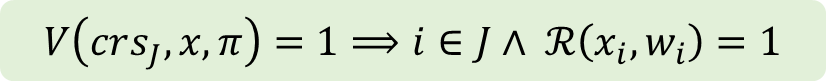 V(crs_J, x, π) = 1 ⟹ i ∈ J ∧ ℛ(x_i, w_i) = 1